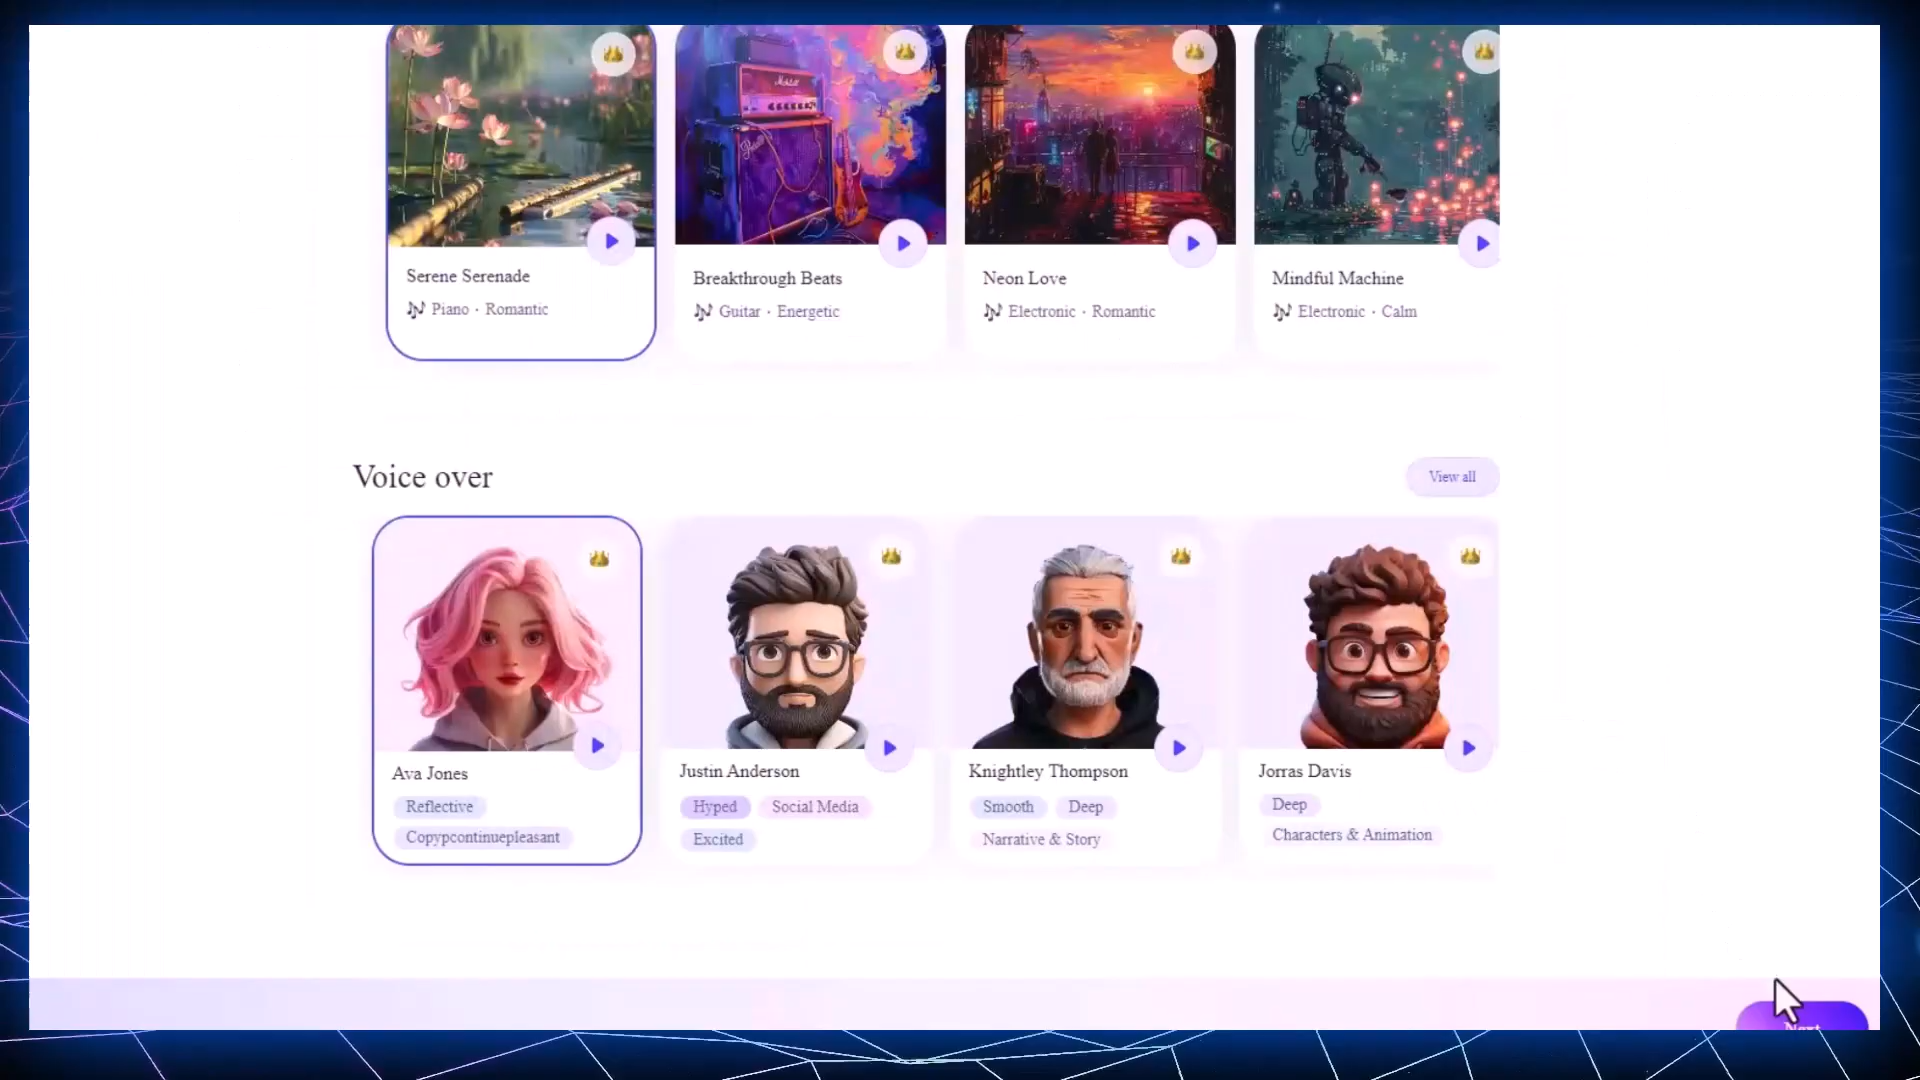 Marshall
Serene Serenade
Piano · Romantic
Breakthrough Beats
Guitar · Energetic
Neon Love
Electronic · Romantic
Mindful Machine
Electronic · Calm
Voice over
View all
Ava Jones
Reflective
Copypcontinuepleasant
Justin Anderson
Hyped
Social Media
Excited
Knightley Thompson
Smooth
Deep
Narrative & Story
Jorras Davis
Deep
Characters & Animation
Next